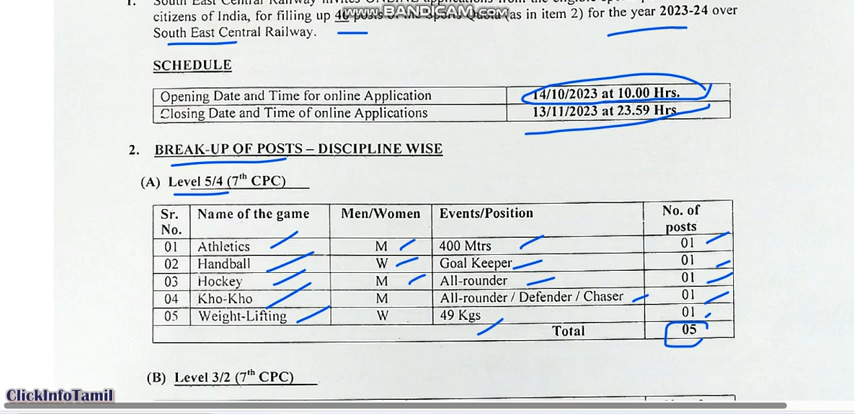 1.
citizens of India, for filling up 46 posts (as in item 2) for the year 2023-24 over
www.BANDICAM.com
South East Central Railway.
SCHEDULE
Opening Date and Time for online Application 14/10/2023 at 10.00 Hrs.
Closing Date and Time of online Applications 13/11/2023 at 23.59 Hrs
2. BREAK-UP OF POSTS – DISCIPLINE WISE
(A) Level 5/4 (7th CPC)
Sr. No. Name of the game Men/Women Events/Position No. of posts
01 Athletics M 400 Mtrs 01
02 Handball W Goal Keeper 01
03 Hockey M All-rounder 01
04 Kho-Kho M All-rounder / Defender / Chaser 01
05 Weight-Lifting W 49 Kgs 01
Total 05
(B) Level 3/2 (7th CPC)
ClickInfoTamil